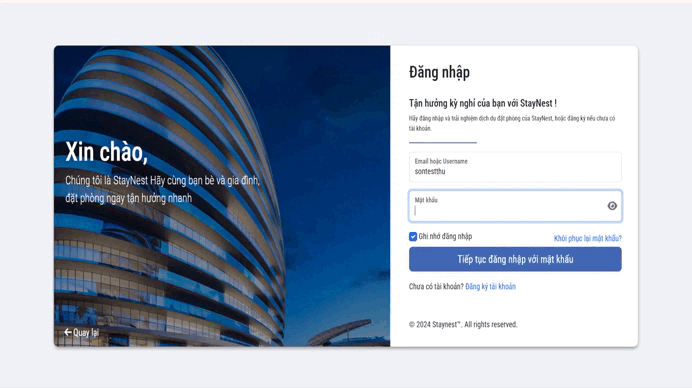 Xin chào,
Chúng tôi là StayNest Hãy cùng bạn bè và gia đình,
đặt phòng ngay tận hưởng nhanh
Quay lại
Đăng nhập
Tận hưởng kỳ nghỉ của bạn với StayNest !
Hãy đăng nhập và trải nghiệm dịch dụ đặt phòng của StayNest, hoặc đăng ký nếu chưa có
tài khoản.
Email hoặc Username
sontestthu
Mật khẩu
Ghi nhớ đăng nhập
Khôi phục lại mật khẩu?
Tiếp tục đăng nhập với mật khẩu
Chưa có tài khoản? Đăng ký tài khoản
© 2024 Staynest™. All rights reserved.